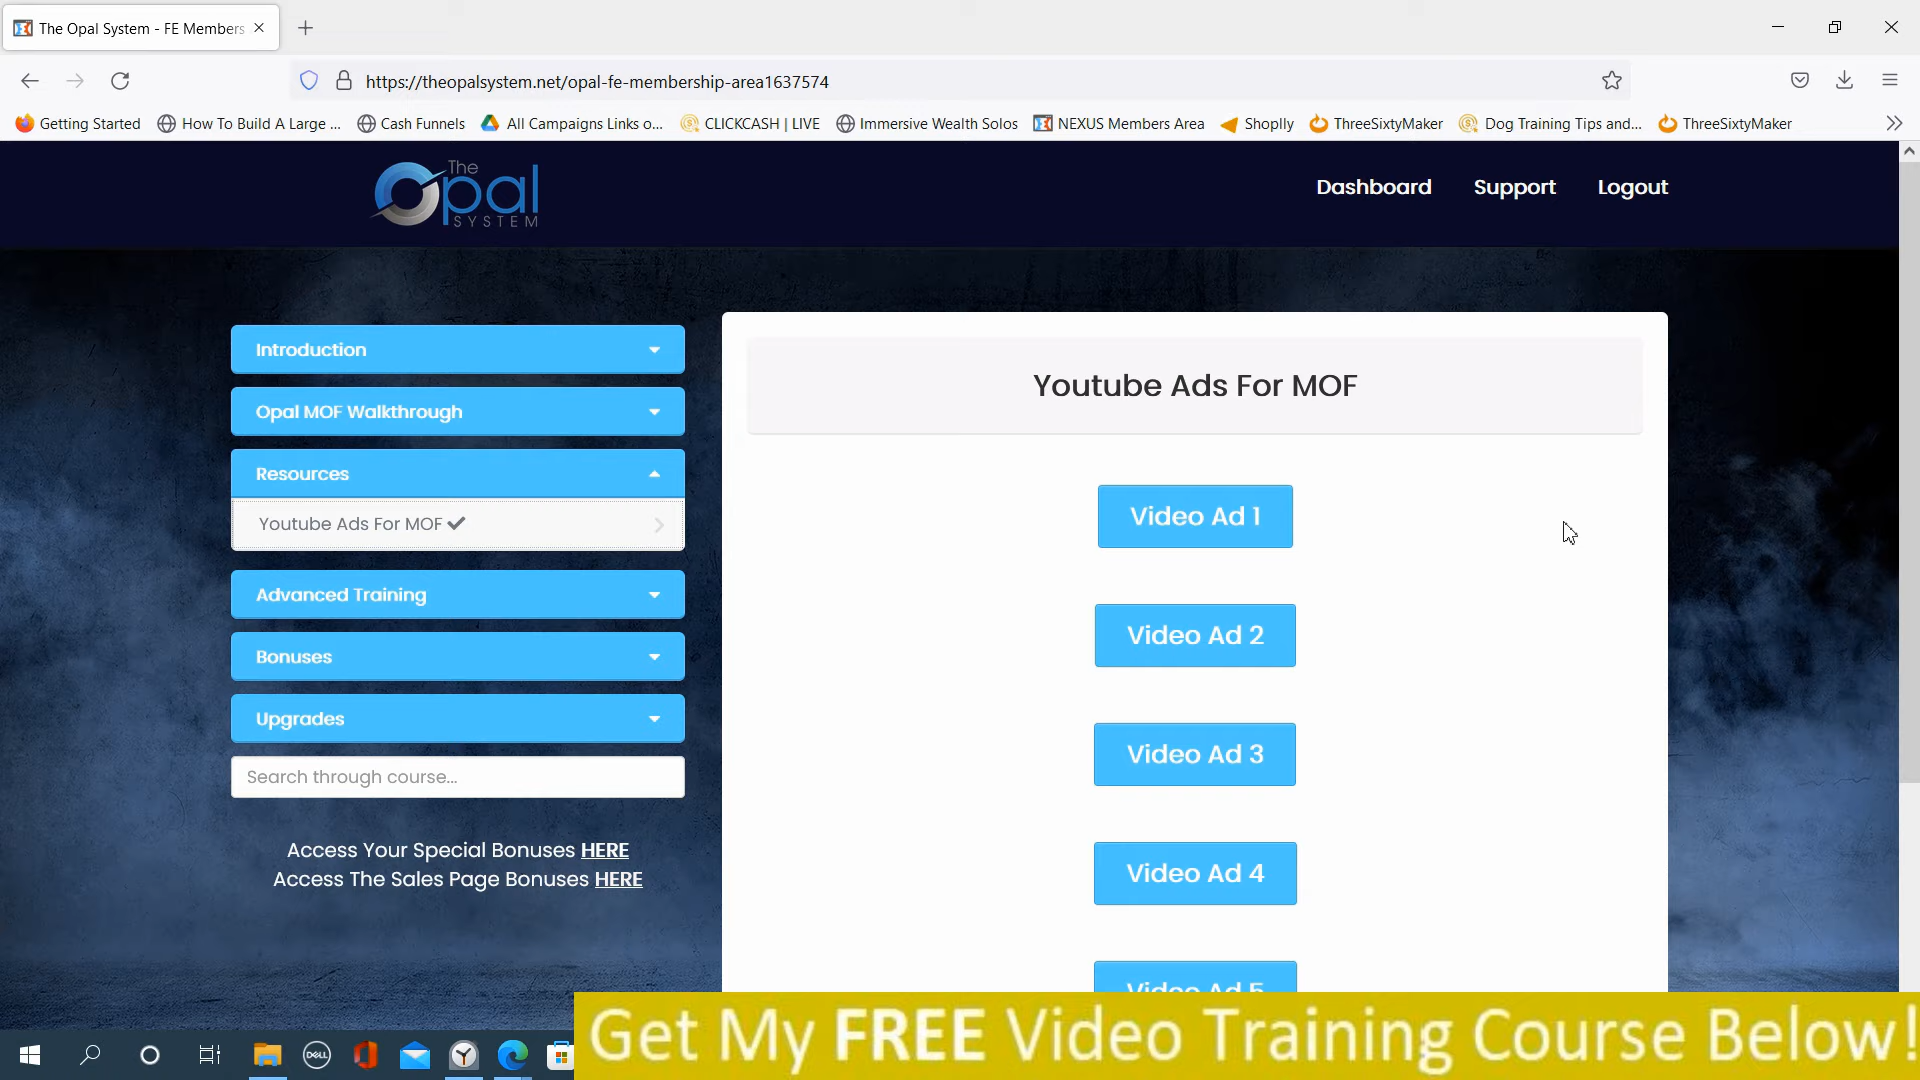 The Opal System - FE Members
https://theopalsystem.net/opal-fe-membership-area1637574
Getting Started
How To Build A Large ...
Cash Funnels
All Campaigns Links o...
CLICKCASH | LIVE
Immersive Wealth Solos
NEXUS Members Area
Shoplly
ThreeSixtyMaker
Dog Training Tips and...
ThreeSixtyMaker
The
Opal
SYSTEM
Dashboard
Support
Logout
Introduction
Opal MOF Walkthrough
Resources
Youtube Ads For MOF
Advanced Training
Bonuses
Upgrades
Search through course...
Access Your Special Bonuses HERE
Access The Sales Page Bonuses HERE
Youtube Ads For MOF
Video Ad 1
Video Ad 2
Video Ad 3
Video Ad 4
Video Ad 5
DELL
Get My FREE Video Training Course Below!